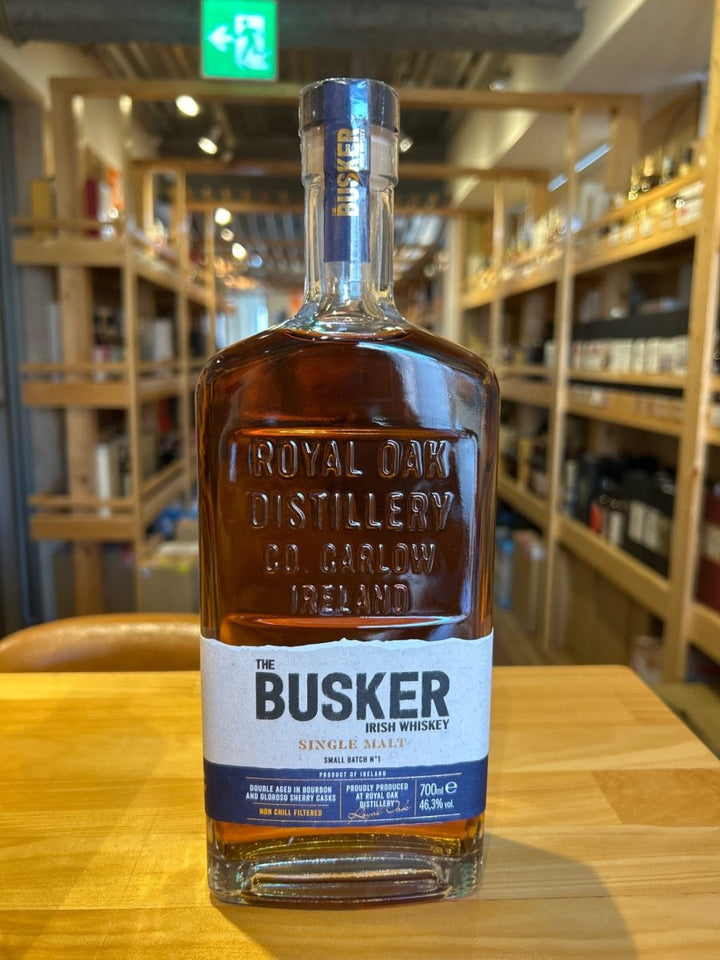 BUSKER
ROYAL OAK
DISTILLERY
CO. CARLOW
IRELAND
THE
BUSKER
IRISH WHISKEY
SINGLE MALT
SMALL BATCH N°1
PRODUCT OF IRELAND
DOUBLE AGED IN BOURBON
AND OLOROSO SHERRY CASKS
NON CHILL FILTERED
PROUDLY PRODUCED
AT ROYAL OAK
DISTILLERY
Royal Oak
700ml e
46,3% vol.